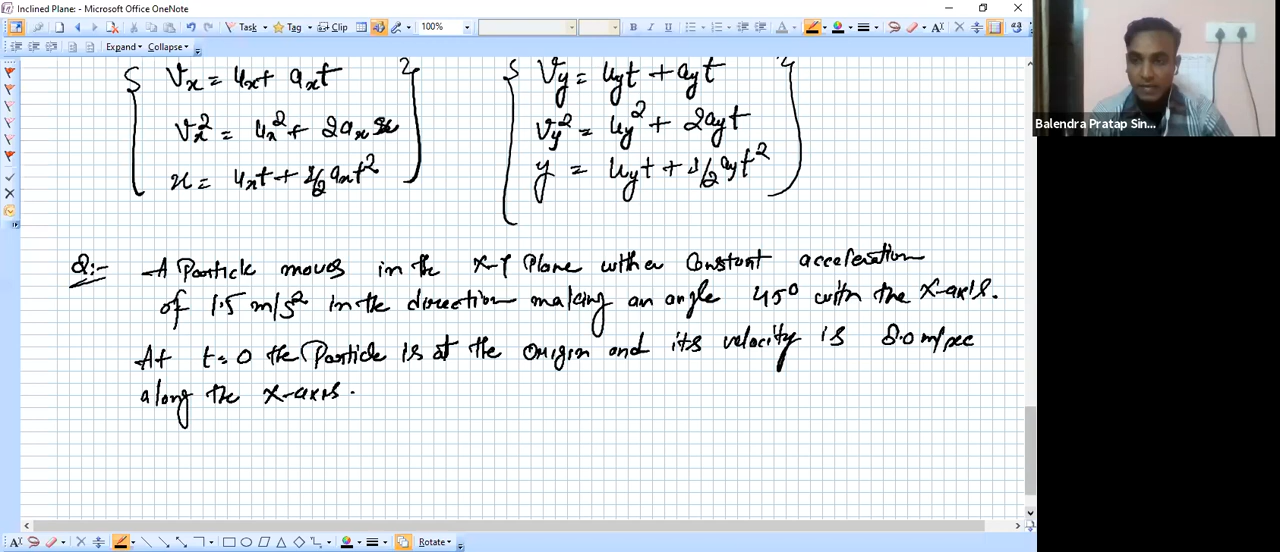 Inclined Plane: - Microsoft Office OneNote
Task Tag Clip 100% B I U
Expand Collapse
Vx = uxt axt
Vx² = ux² + 2ax x
x = uxt + 1/2 axt²
Vy = uyt + ayt
Vy² = uy² + 2ayt
y = uyt + 1/2 ayt²
Q:- A Particle moves in the X-Y Plane with a Constant acceleration
of 1.5 m/s² in the direction making an angle 45° with the X-axis.
At t=0 the Particle is at the origin and its velocity is 8.0 m/sec
along the X-axis.
Rotate
Balendra Pratap Sin...